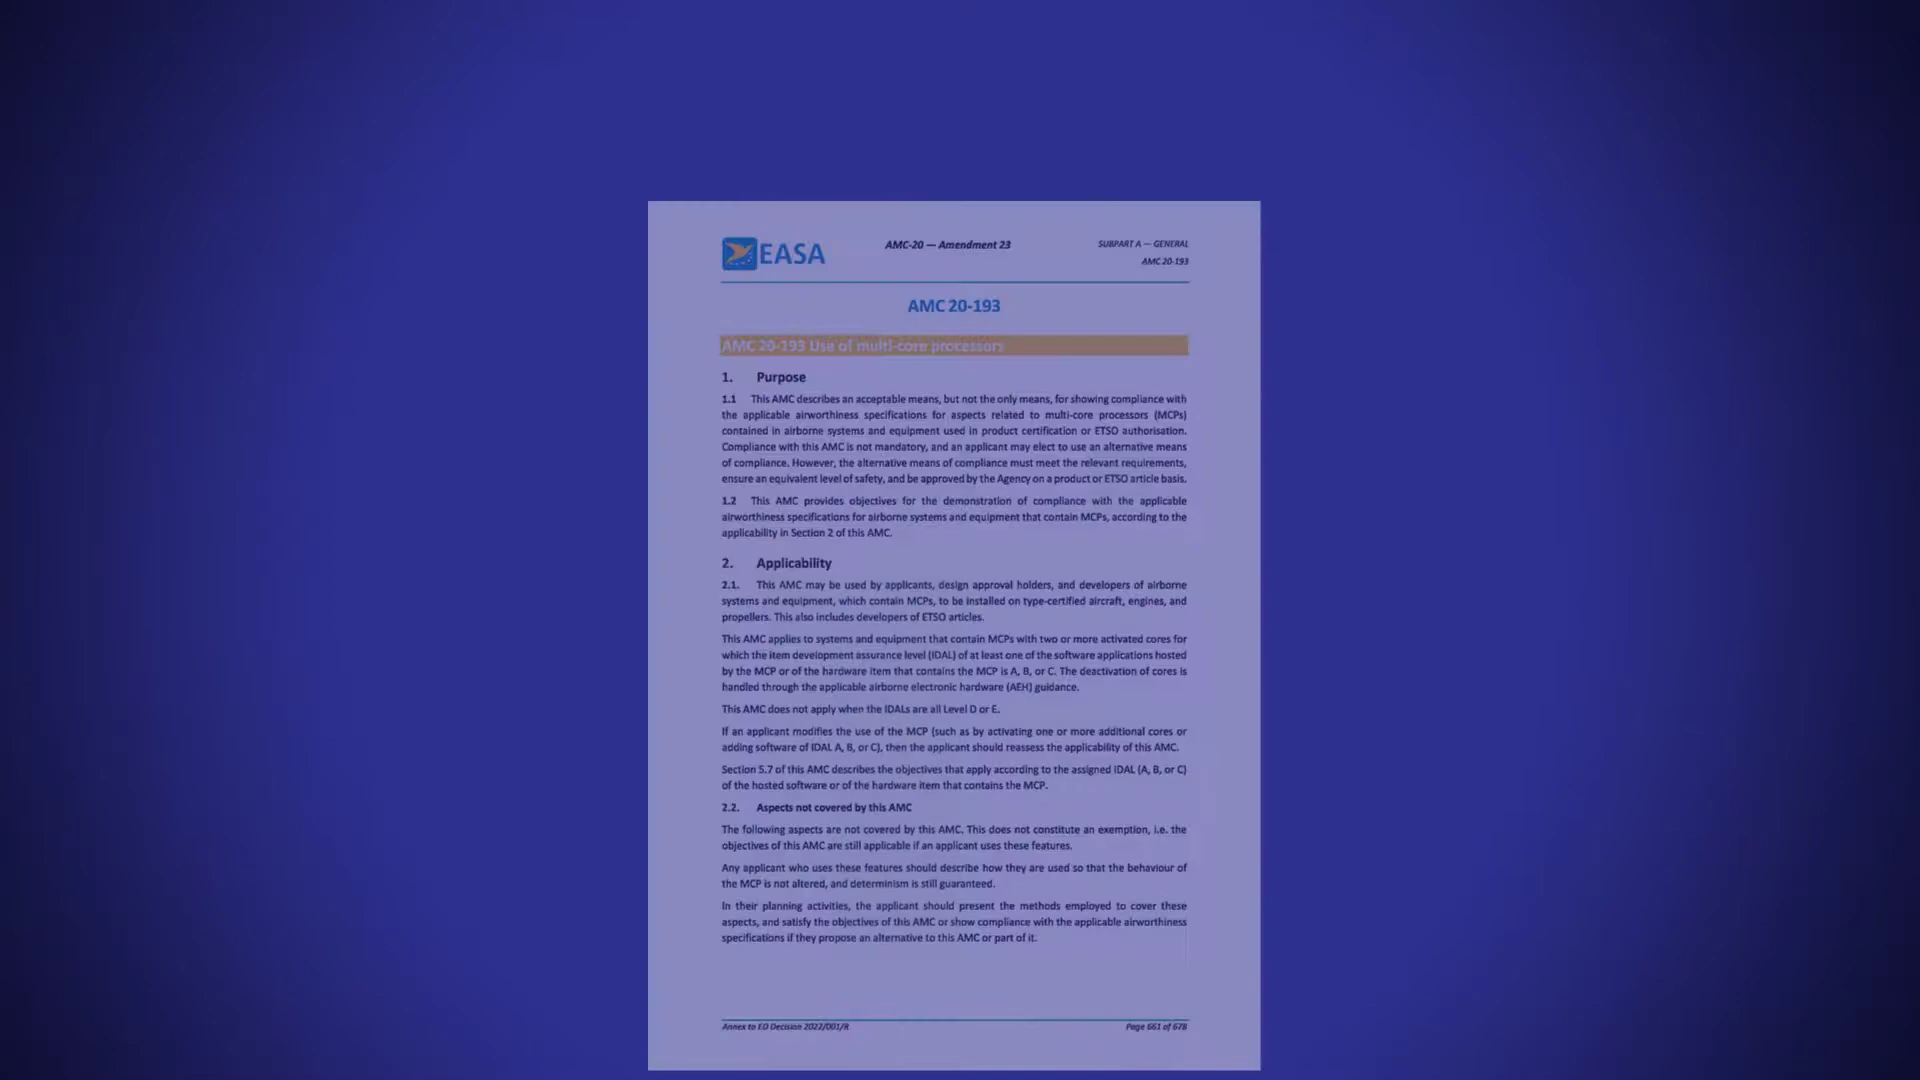 EASA
AMC-20 — Amendment 23
SUBPART A — GENERAL
AMC 20-193
AMC 20-193
AMC 20-193 Use of multi-core processors
1. Purpose
1.1 This AMC describes an acceptable means, but not the only means, for showing compliance with
the applicable airworthiness specifications for aspects related to multi-core processors (MCPs)
contained in airborne systems and equipment used in product certification or ETSO authorisation.
Compliance with this AMC is not mandatory, and an applicant may elect to use an alternative means
of compliance. However, the alternative means of compliance must meet the relevant requirements,
ensure an equivalent level of safety, and be approved by the Agency on a product or ETSO article basis.
1.2 This AMC provides objectives for the demonstration of compliance with the applicable
airworthiness specifications for airborne systems and equipment that contain MCPs, according to the
applicability in Section 2 of this AMC.
2. Applicability
2.1. This AMC may be used by applicants, design approval holders, and developers of airborne
systems and equipment, which contain MCPs, to be installed on type-certified aircraft, engines, and
propellers. This also includes developers of ETSO articles.
This AMC applies to systems and equipment that contain MCPs with two or more activated cores for
which the item development assurance level (IDAL) of at least one of the software applications hosted
by the MCP or of the hardware item that contains the MCP is A, B, or C. The deactivation of cores is
handled through the applicable airborne electronic hardware (AEH) guidance.
This AMC does not apply when the IDALs are all Level D or E.
If an applicant modifies the use of the MCP (such as by activating one or more additional cores or
adding software of IDAL A, B, or C), then the applicant should reassess the applicability of this AMC.
Section 5.7 of this AMC describes the objectives that apply according to the assigned IDAL (A, B, or C)
of the hosted software or of the hardware item that contains the MCP.
2.2. Aspects not covered by this AMC
The following aspects are not covered by this AMC. This does not constitute an exemption, i.e. the
objectives of this AMC are still applicable if an applicant uses these features.
Any applicant who uses these features should describe how they are used so that the behaviour of
the MCP is not altered, and determinism is still guaranteed.
In their planning activities, the applicant should present the methods employed to cover these
aspects, and satisfy the objectives of this AMC or show compliance with the applicable airworthiness
specifications if they propose an alternative to this AMC or part of it.
Annex to ED Decision 2022/001/R
Page 661 of 678